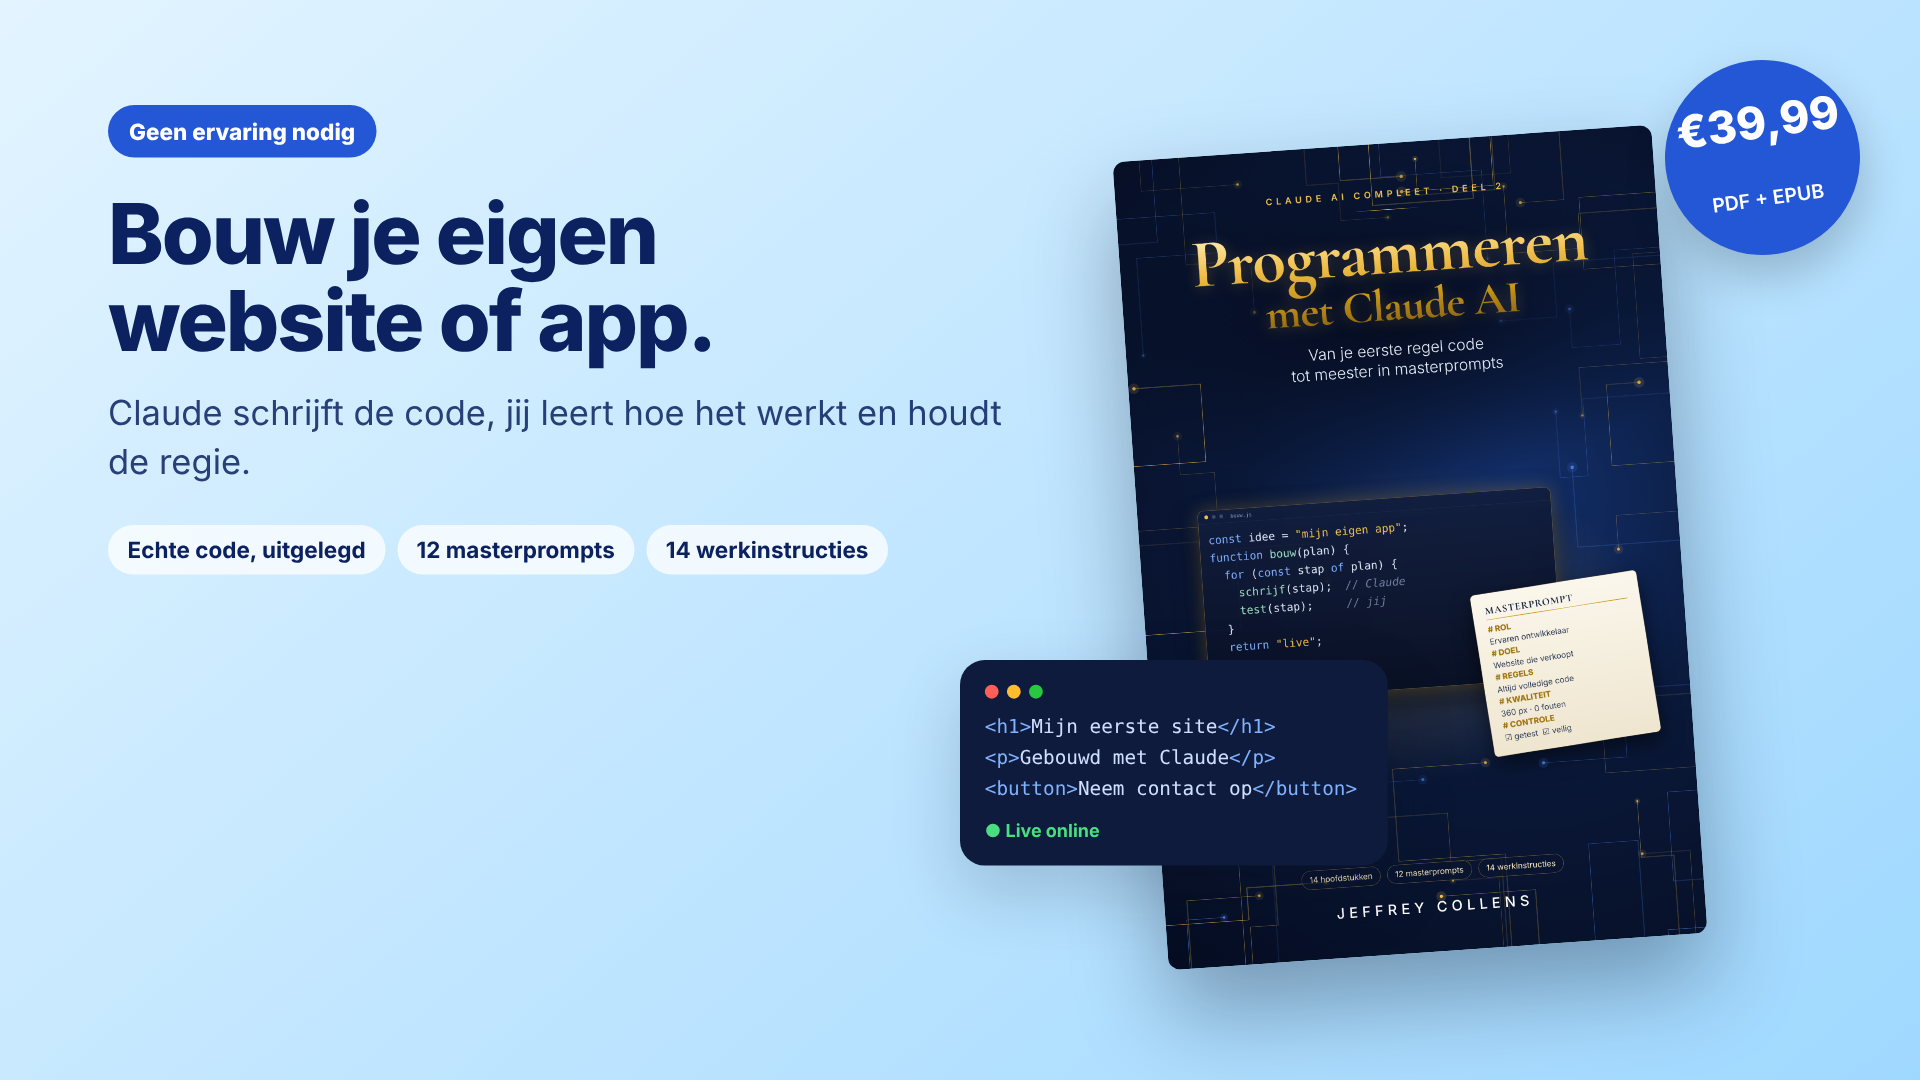 Geen ervaring nodig
Bouw je eigen
website of app.
Claude schrijft de code, jij leert hoe het werkt en houdt
de regie.
Echte code, uitgelegd
12 masterprompts
14 werkinstructies
€39,99
PDF + EPUB
CLAUDE AI COMPLEET · DEEL 2
Programmeren
met Claude AI
Van je eerste regel code
tot meester in masterprompts
bouw.js
const idee = "mijn eigen app";
function bouw(plan) {
for (const stap of plan) {
schrijf(stap); // Claude
test(stap); // jij
}
return "live";
MASTERPROMPT
# ROL
Ervaren ontwikkelaar
# DOEL
Website die verkoopt
# REGELS
Altijd volledige code
# KWALITEIT
360 px · 0 fouten
# CONTROLE
☑ getest ☑ veilig
<h1>Mijn eerste site</h1>
<p>Gebouwd met Claude</p>
<button>Neem contact op</button>
Live online
14 hoofdstukken
12 masterprompts
14 werkinstructies
JEFFREY COLLENS